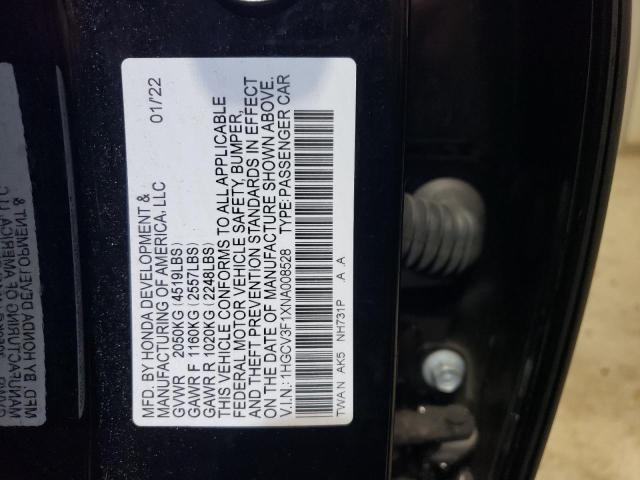 MFD. BY HONDA DEVELOPMENT &
MANUFACTURING OF AMERICA, LLC
01/22
GVWR 2050KG (4519LBS)
GAWR F 1160KG (2557LBS)
GAWR R 1020KG (2248LBS)
THIS VEHICLE CONFORMS TO ALL APPLICABLE
FEDERAL MOTOR VEHICLE SAFETY, BUMPER,
AND THEFT PREVENTION STANDARDS IN EFFECT
ON THE DATE OF MANUFACTURE SHOWN ABOVE.
V.I.N.: 1HGCV3F1XNA008528 TYPE: PASSENGER CAR
TWA N AK5 NH731P A A
MFD. BY HONDA DEVELOPMENT &